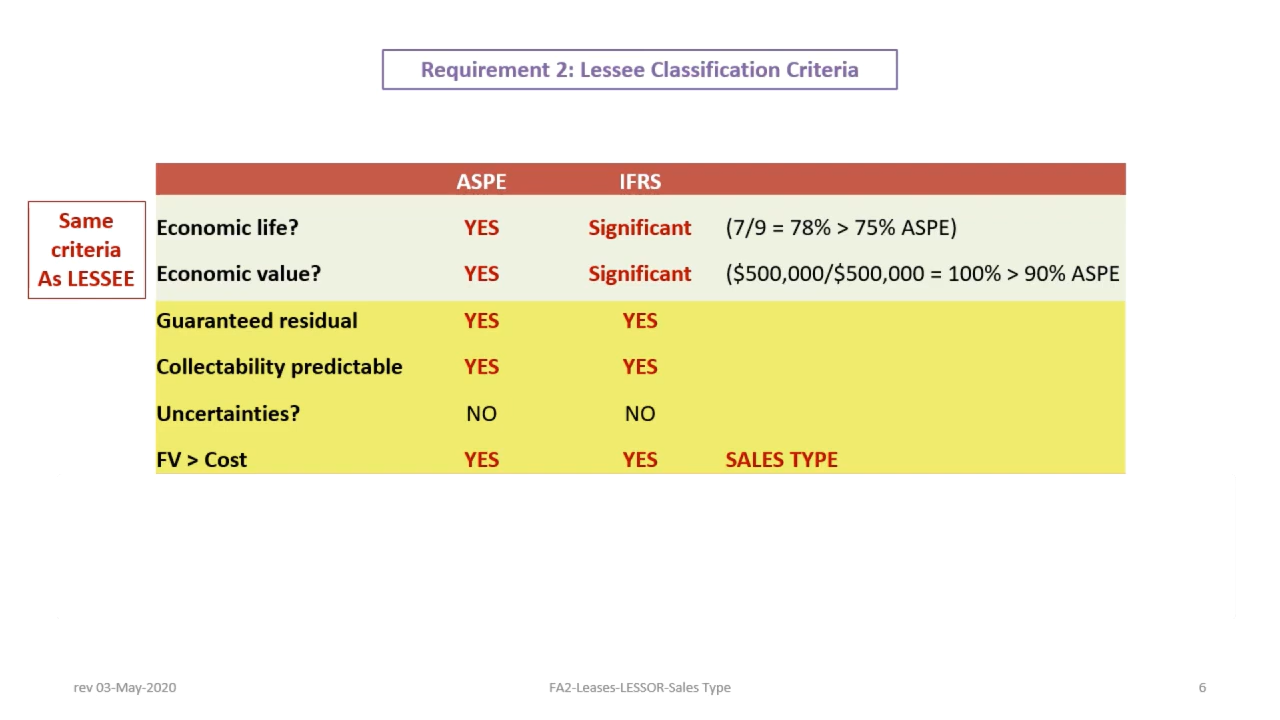 Requirement 2: Lessee Classification Criteria
ASPE IFRS
Same
criteria
As LESSEE
Economic life? YES Significant (7/9 = 78% > 75% ASPE)
Economic value? YES Significant ($500,000/$500,000 = 100% > 90% ASPE
Guaranteed residual YES YES
Collectability predictable YES YES
Uncertainties? NO NO
FV > Cost YES YES SALES TYPE
rev 03-May-2020 FA2-Leases-LESSOR-Sales Type 6